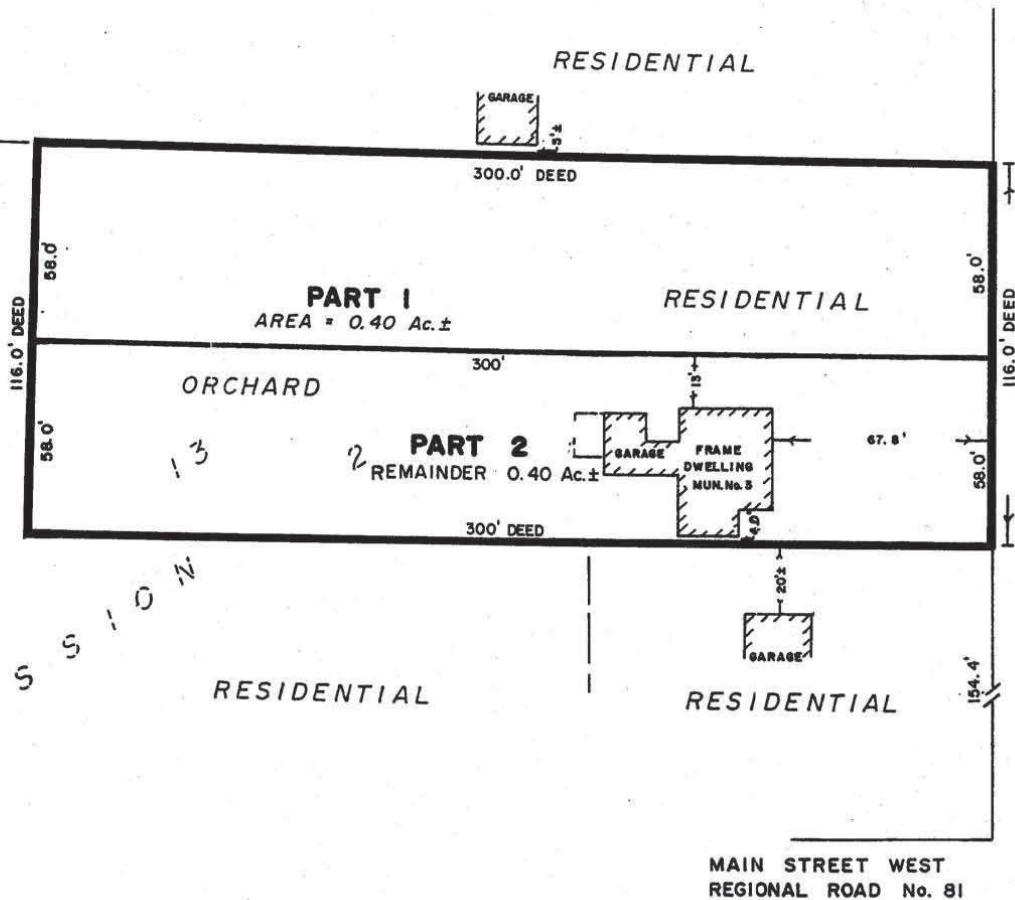 RESIDENTIAL
GARAGE
5'±
300.0' DEED
58.0'
58.0'
116.0' DEED
116.0' DEED
PART 1
AREA = 0.40 Ac.±
RESIDENTIAL
300'
ORCHARD
13'
58.0'
13 2
PART 2
REMAINDER 0.40 Ac.±
GARAGE
FRAME
DWELLING
MUN.No.3
67.8'
58.0'
4.0'
300' DEED
SSION
20'±
GARAGE
RESIDENTIAL
RESIDENTIAL
154.4'
MAIN STREET WEST
REGIONAL ROAD No. 81